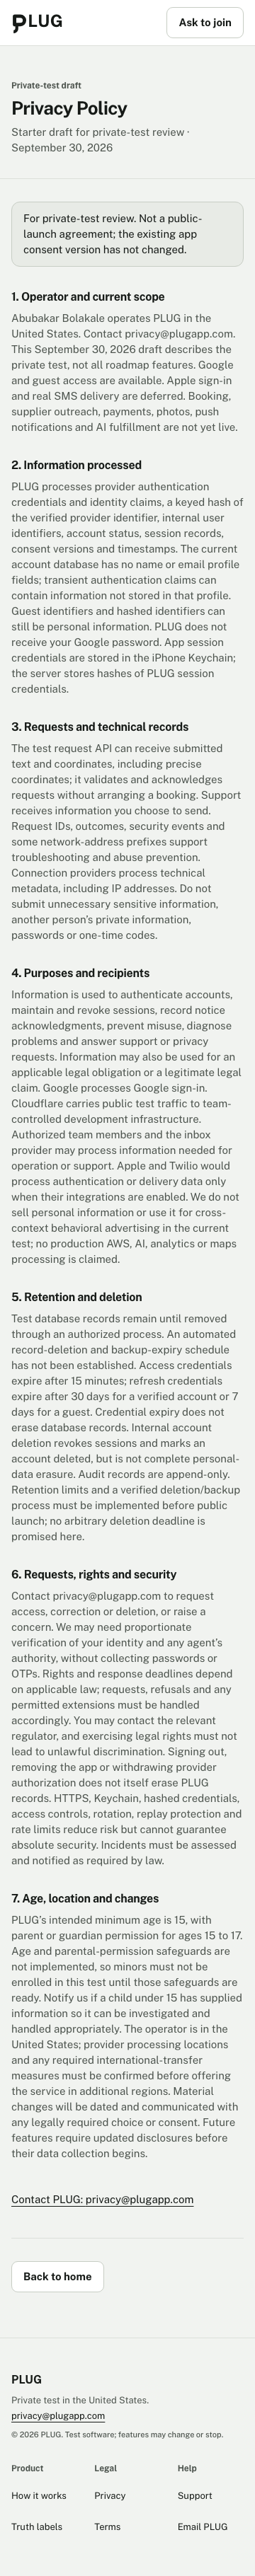 PLUG
Ask to join
Private-test draft
Privacy Policy
Starter draft for private-test review ·
September 30, 2026
For private-test review. Not a public-
launch agreement; the existing app
consent version has not changed.
1. Operator and current scope
Abubakar Bolakale operates PLUG in the
United States. Contact privacy@plugapp.com.
This September 30, 2026 draft describes the
private test, not all roadmap features. Google
and guest access are available. Apple sign-in
and real SMS delivery are deferred. Booking,
supplier outreach, payments, photos, push
notifications and AI fulfillment are not yet live.
2. Information processed
PLUG processes provider authentication
credentials and identity claims, a keyed hash of
the verified provider identifier, internal user
identifiers, account status, session records,
consent versions and timestamps. The current
account database has no name or email profile
fields; transient authentication claims can
contain information not stored in that profile.
Guest identifiers and hashed identifiers can
still be personal information. PLUG does not
receive your Google password. App session
credentials are stored in the iPhone Keychain;
the server stores hashes of PLUG session
credentials.
3. Requests and technical records
The test request API can receive submitted
text and coordinates, including precise
coordinates; it validates and acknowledges
requests without arranging a booking. Support
receives information you choose to send.
Request IDs, outcomes, security events and
some network-address prefixes support
troubleshooting and abuse prevention.
Connection providers process technical
metadata, including IP addresses. Do not
submit unnecessary sensitive information,
another person's private information,
passwords or one-time codes.
4. Purposes and recipients
Information is used to authenticate accounts,
maintain and revoke sessions, record notice
acknowledgments, prevent misuse, diagnose
problems and answer support or privacy
requests. Information may also be used for an
applicable legal obligation or a legitimate legal
claim. Google processes Google sign-in.
Cloudflare carries public test traffic to team-
controlled development infrastructure.
Authorized team members and the inbox
provider may process information needed for
operation or support. Apple and Twilio would
process authentication or delivery data only
when their integrations are enabled. We do not
sell personal information or use it for cross-
context behavioral advertising in the current
test; no production AWS, AI, analytics or maps
processing is claimed.
5. Retention and deletion
Test database records remain until removed
through an authorized process. An automated
record-deletion and backup-expiry schedule
has not been established. Access credentials
expire after 15 minutes; refresh credentials
expire after 30 days for a verified account or 7
days for a guest. Credential expiry does not
erase database records. Internal account
deletion revokes sessions and marks an
account deleted, but is not complete personal-
data erasure. Audit records are append-only.
Retention limits and a verified deletion/backup
process must be implemented before public
launch; no arbitrary deletion deadline is
promised here.
6. Requests, rights and security
Contact privacy@plugapp.com to request
access, correction or deletion, or raise a
concern. We may need proportionate
verification of your identity and any agent's
authority, without collecting passwords or
OTPs. Rights and response deadlines depend
on applicable law; requests, refusals and any
permitted extensions must be handled
accordingly. You may contact the relevant
regulator, and exercising legal rights must not
lead to unlawful discrimination. Signing out,
removing the app or withdrawing provider
authorization does not itself erase PLUG
records. HTTPS, Keychain, hashed credentials,
access controls, rotation, replay protection and
rate limits reduce risk but cannot guarantee
absolute security. Incidents must be assessed
and notified as required by law.
7. Age, location and changes
PLUG's intended minimum age is 15, with
parent or guardian permission for ages 15 to 17.
Age and parental-permission safeguards are
not implemented, so minors must not be
enrolled in this test until those safeguards are
ready. Notify us if a child under 15 has supplied
information so it can be investigated and
handled appropriately. The operator is in the
United States; provider processing locations
and any required international-transfer
measures must be confirmed before offering
the service in additional regions. Material
changes will be dated and communicated with
any legally required choice or consent. Future
features require updated disclosures before
their data collection begins.
Contact PLUG: privacy@plugapp.com
Back to home
PLUG
Private test in the United States.
privacy@plugapp.com
© 2026 PLUG. Test software; features may change or stop.
Product
Legal
Help
How it works
Privacy
Support
Truth labels
Terms
Email PLUG